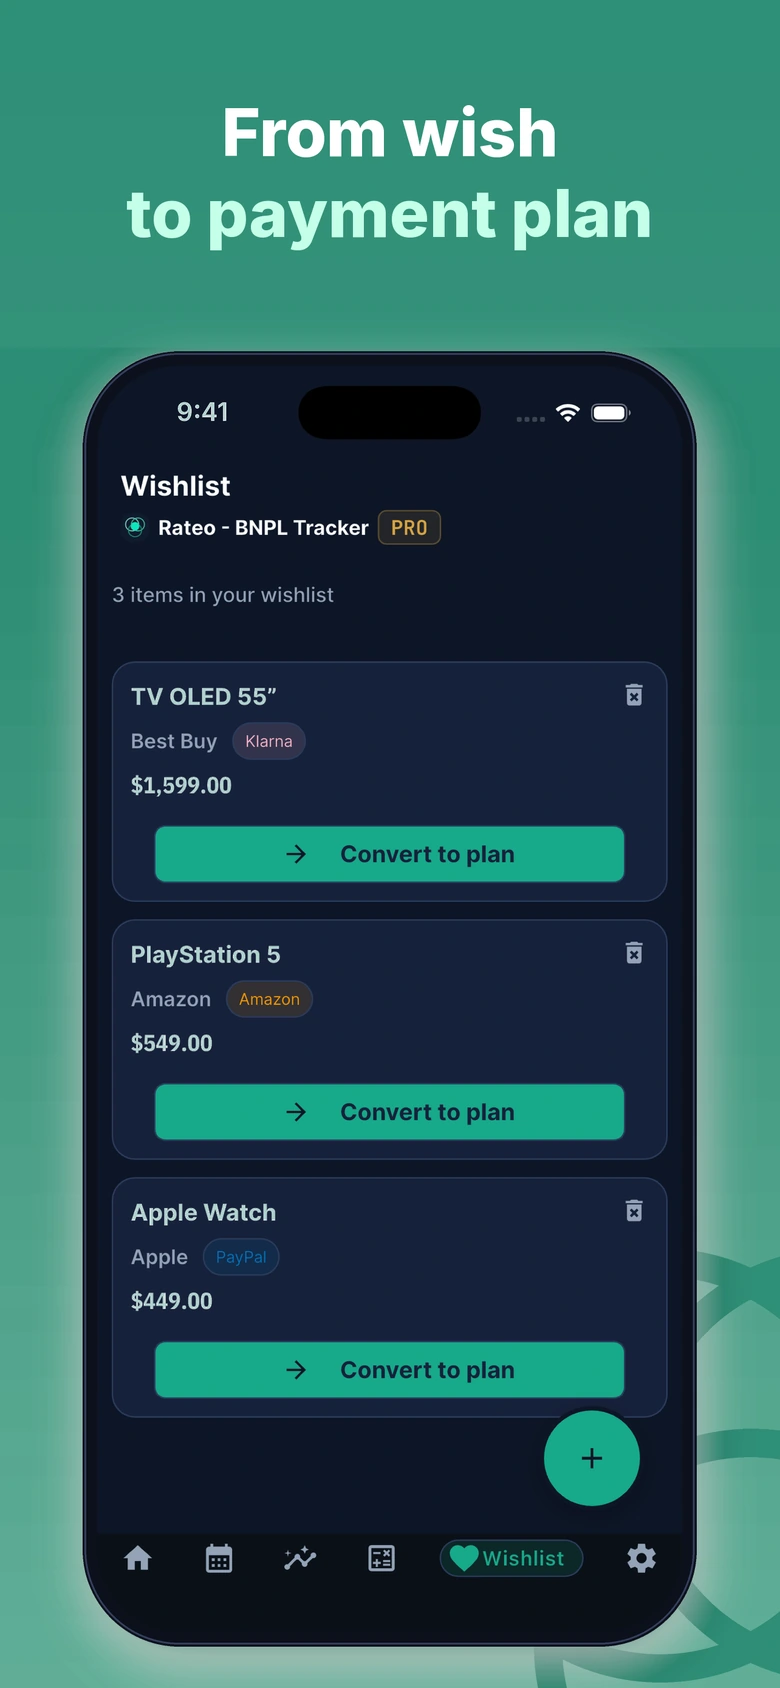 From wish
to payment plan
9:41
Wishlist
Rateo - BNPL Tracker PRO
3 items in your wishlist
TV OLED 55”
Best Buy Klarna
$1,599.00
→ Convert to plan
PlayStation 5
Amazon Amazon
$549.00
→ Convert to plan
Apple Watch
Apple PayPal
$449.00
→ Convert to plan
+
Wishlist